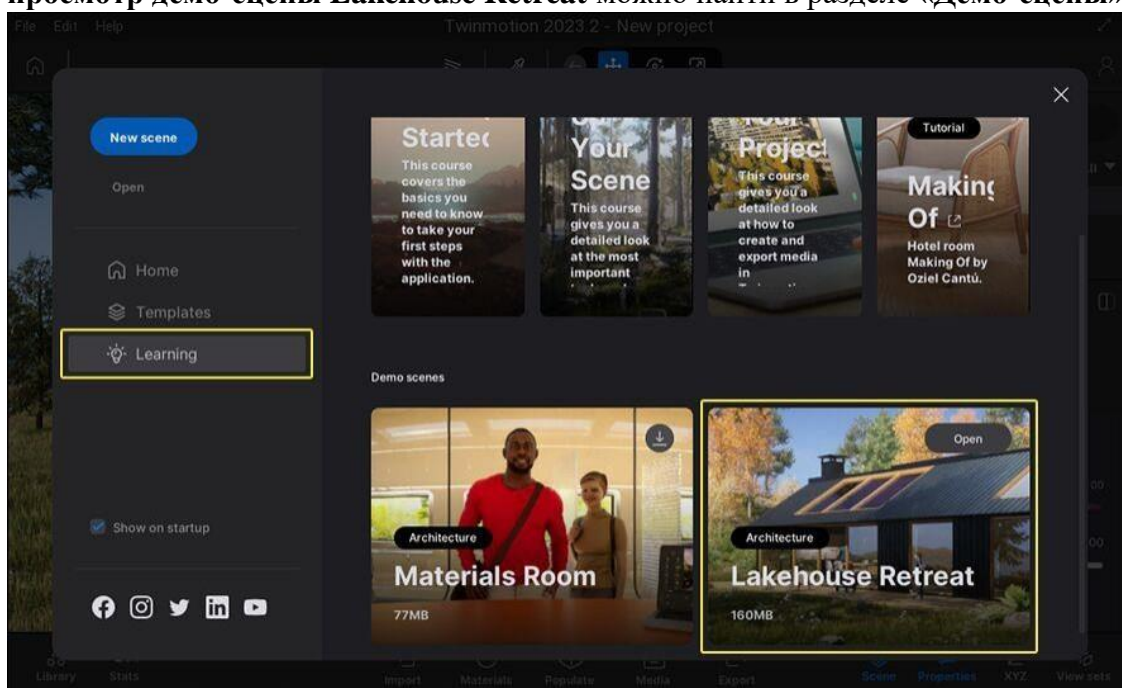 просмотр демо-сцены Lakehouse Retreat можно найти в разделе «Демо-сцены»
File Edit Help
Twinmotion 2023.2 - New project
New scene
Open
Home
Templates
Learning
Show on startup
This course
covers the
basics you
need to know
to take your
first steps
with the
application.
Your
Scene
This course
gives you a
detailed look
at the most
important
Project
This course
gives you a
detailed look
at how to
create and
export media
in
Tutorial
Making
Of
Hotel room
Making Of by
Oziel Cantú.
Demo scenes
Architecture
Materials Room
77MB
Open
Architecture
Lakehouse Retreat
160MB
Library Stats Import Materials Populate Media Export Scene Properties XYZ View sets